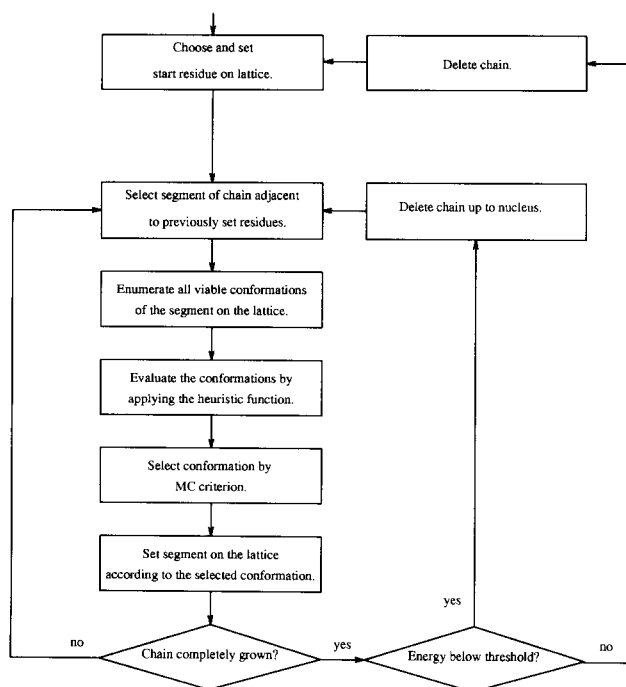 Choose and set
start residue on lattice.
Delete chain.
Select segment of chain adjacent
to previously set residues.
Delete chain up to nucleus.
Enumerate all viable conformations
of the segment on the lattice.
Evaluate the conformations by
applying the heuristic function.
Select conformation by
MC criterion.
Set segment on the lattice
according to the selected conformation.
yes
no
Chain completely grown?
yes
Energy below threshold?
no